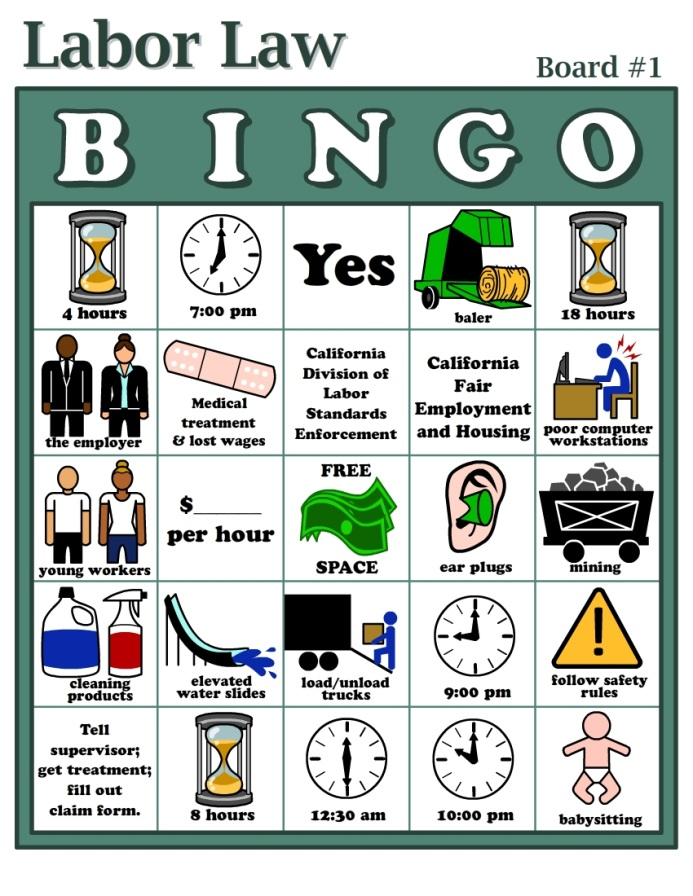 Labor Law
Board #1
B I N G O
4 hours
7:00 pm
Yes
baler
18 hours
the employer
Medical
treatment
& lost wages
California
Division of
Labor
Standards
Enforcement
California
Fair
Employment
and Housing
poor computer
workstations
young workers
$______
per hour
FREE
SPACE
ear plugs
mining
cleaning
products
elevated
water slides
load/unload
trucks
9:00 pm
!
follow safety
rules
Tell
supervisor;
get treatment;
fill out
claim form.
8 hours
12:30 am
10:00 pm
babysitting